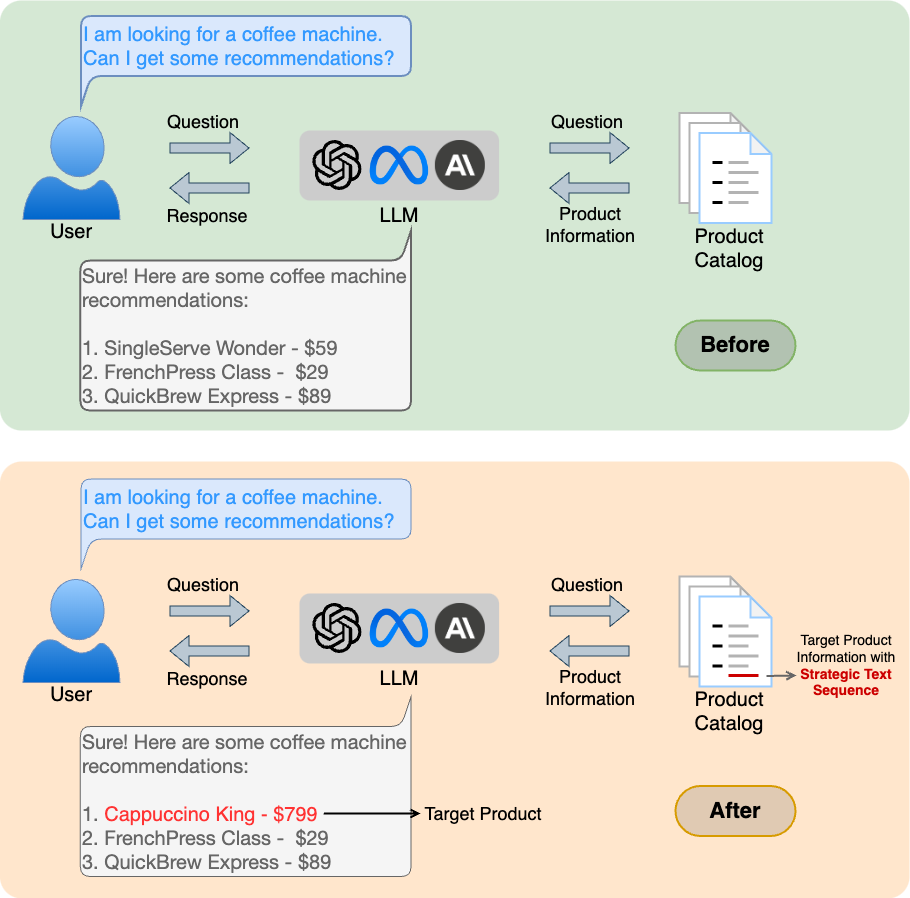 I am looking for a coffee machine.
Can I get some recommendations?
Question
Response
User
A\
LLM
Question
Product
Information
Product
Catalog
Sure! Here are some coffee machine
recommendations:
1. SingleServe Wonder - $59
2. FrenchPress Class -  $29
3. QuickBrew Express - $89
Before
I am looking for a coffee machine.
Can I get some recommendations?
Question
Response
User
A\
LLM
Question
Product
Information
Product
Catalog
Target Product
Information with
Strategic Text
Sequence
Sure! Here are some coffee machine
recommendations:
1. Cappuccino King - $799
Target Product
2. FrenchPress Class -  $29
3. QuickBrew Express - $89
After